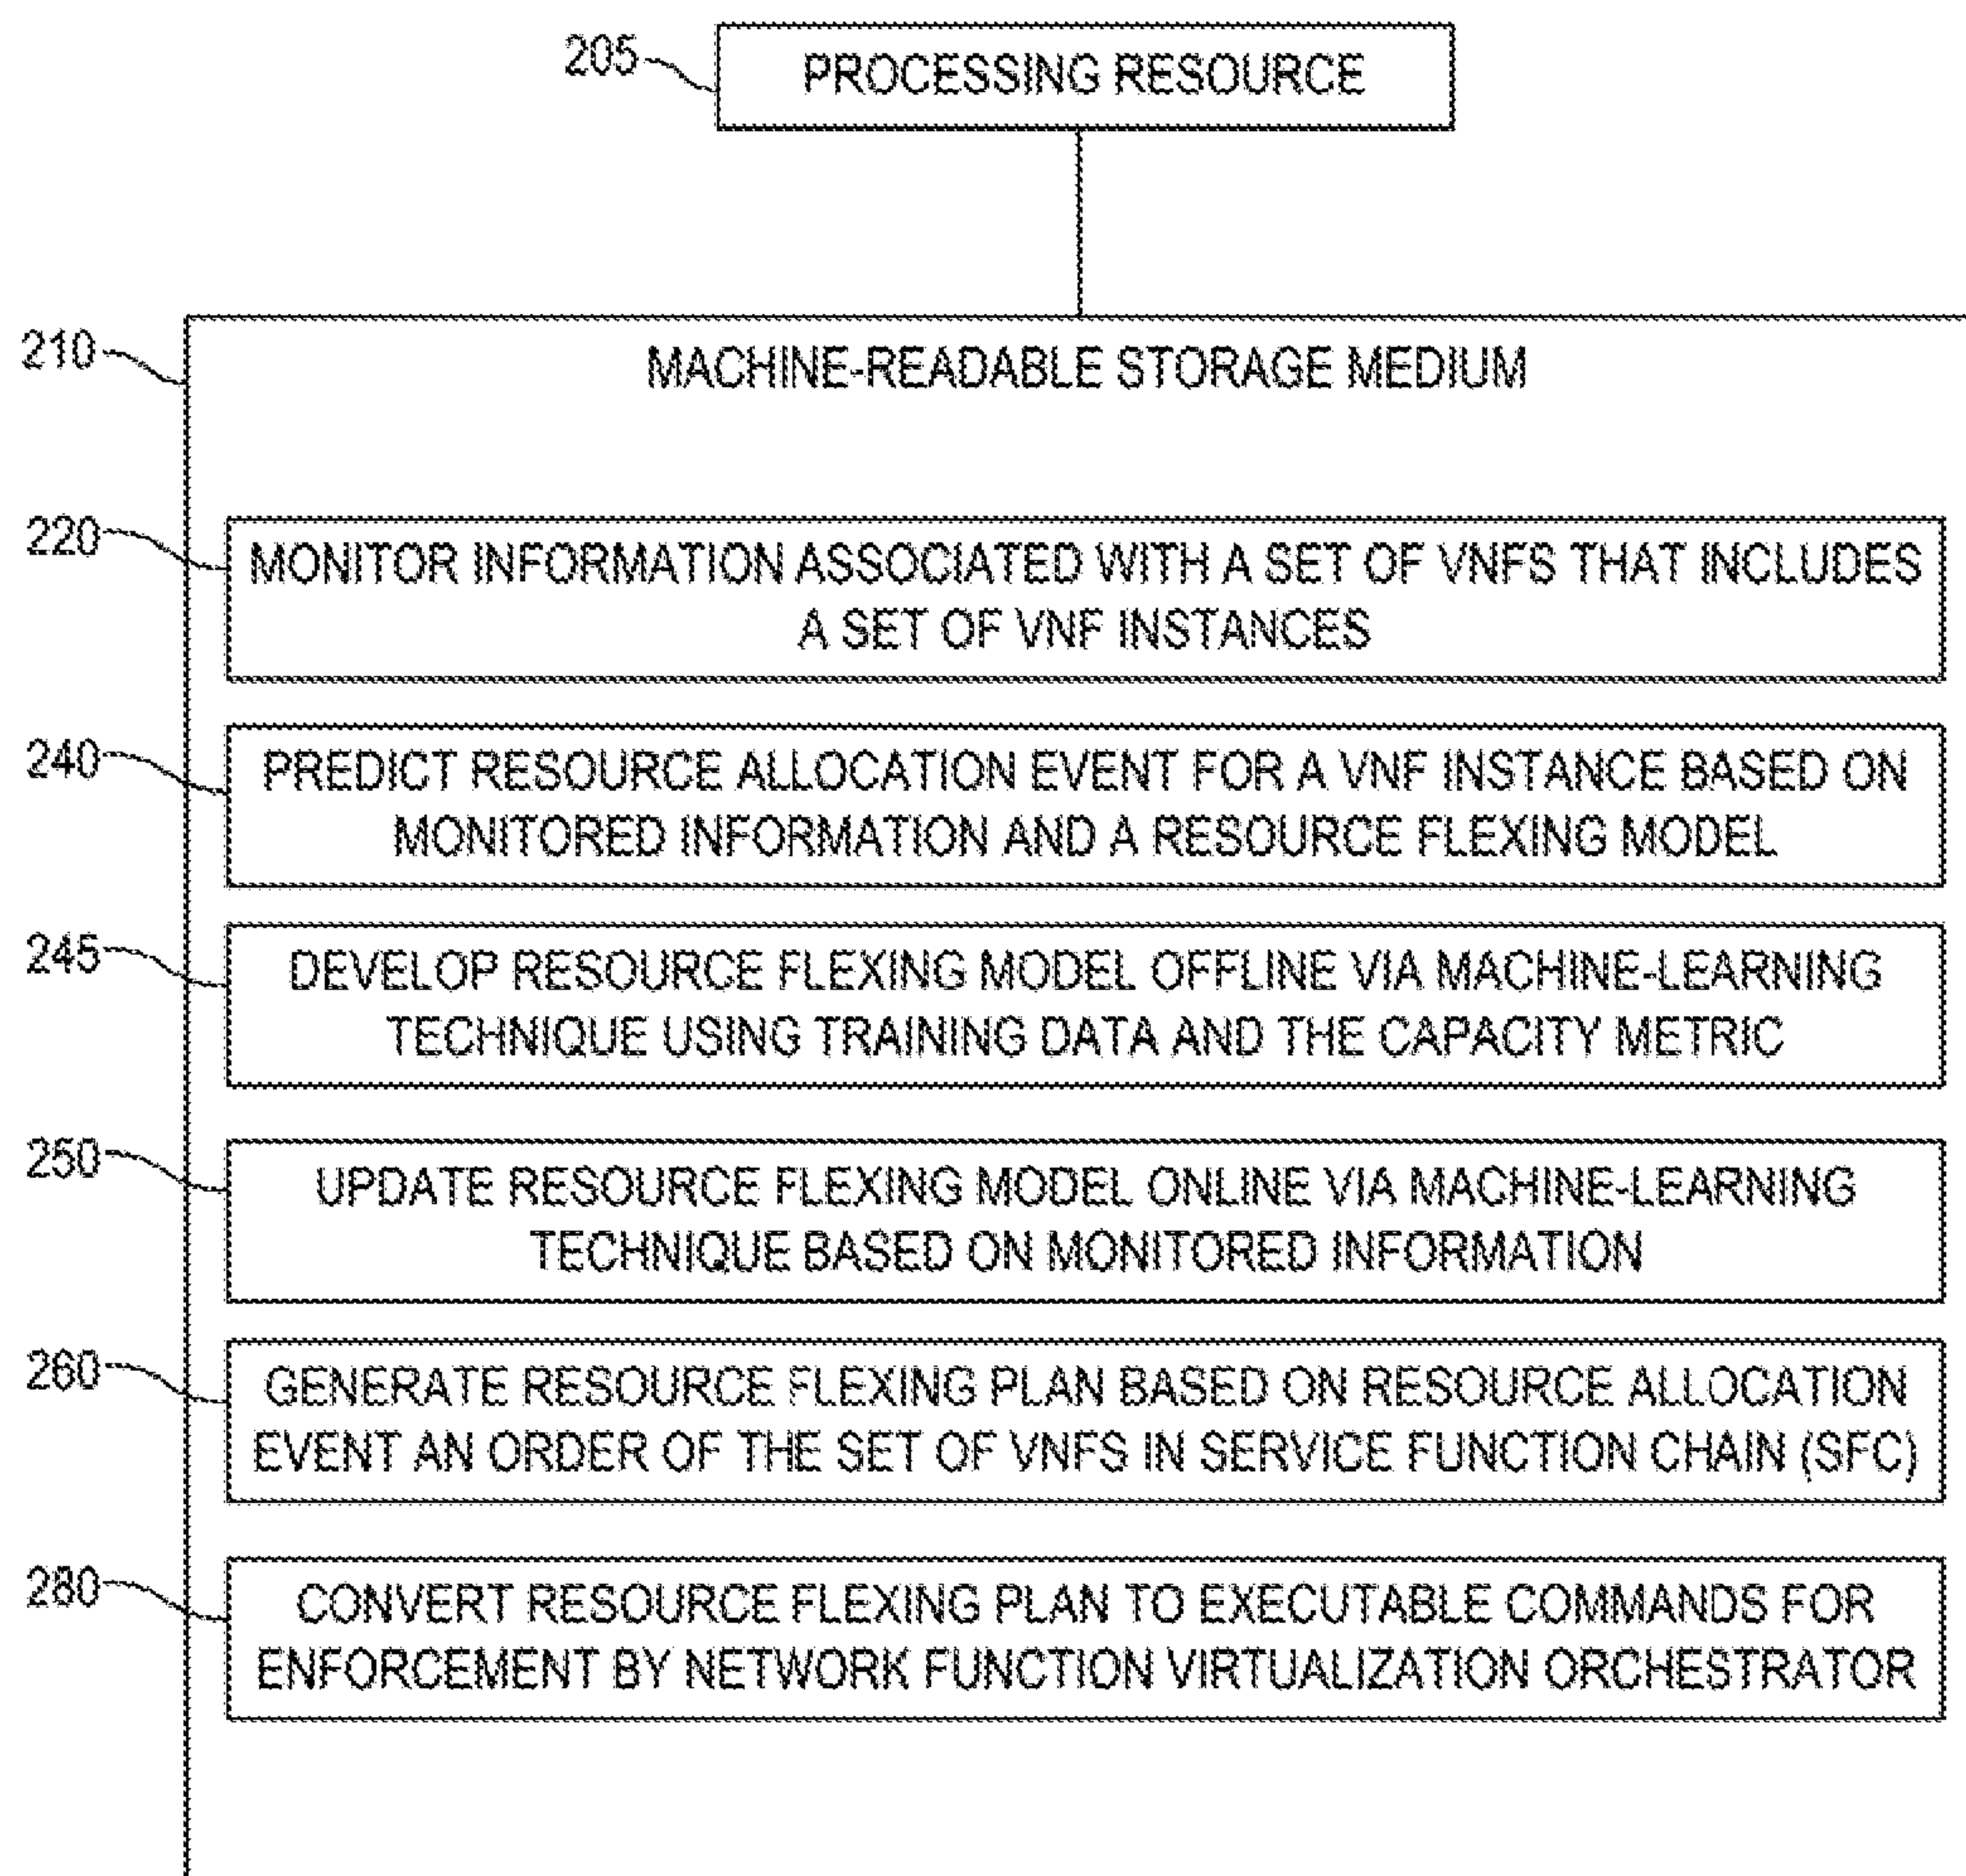 205
PROCESSING RESOURCE
210
MACHINE-READABLE STORAGE MEDIUM
220
MONITOR INFORMATION ASSOCIATED WITH A SET OF VNFS THAT INCLUDES
A SET OF VNF INSTANCES
240
PREDICT RESOURCE ALLOCATION EVENT FOR A VNF INSTANCE BASED ON
MONITORED INFORMATION AND A RESOURCE FLEXING MODEL
245
DEVELOP RESOURCE FLEXING MODEL OFFLINE VIA MACHINE-LEARNING
TECHNIQUE USING TRAINING DATA AND THE CAPACITY METRIC
250
UPDATE RESOURCE FLEXING MODEL ONLINE VIA MACHINE-LEARNING
TECHNIQUE BASED ON MONITORED INFORMATION
260
GENERATE RESOURCE FLEXING PLAN BASED ON RESOURCE ALLOCATION
EVENT AN ORDER OF THE SET OF VNFS IN SERVICE FUNCTION CHAIN (SFC)
280
CONVERT RESOURCE FLEXING PLAN TO EXECUTABLE COMMANDS FOR
ENFORCEMENT BY NETWORK FUNCTION VIRTUALIZATION ORCHESTRATOR